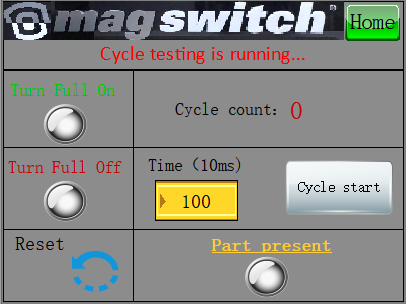 magswitch
Home
Cycle testing is running...
Turn Full On
Cycle count: 0
Turn Full Off
Time (10ms)
100
Cycle start
Reset
Part present